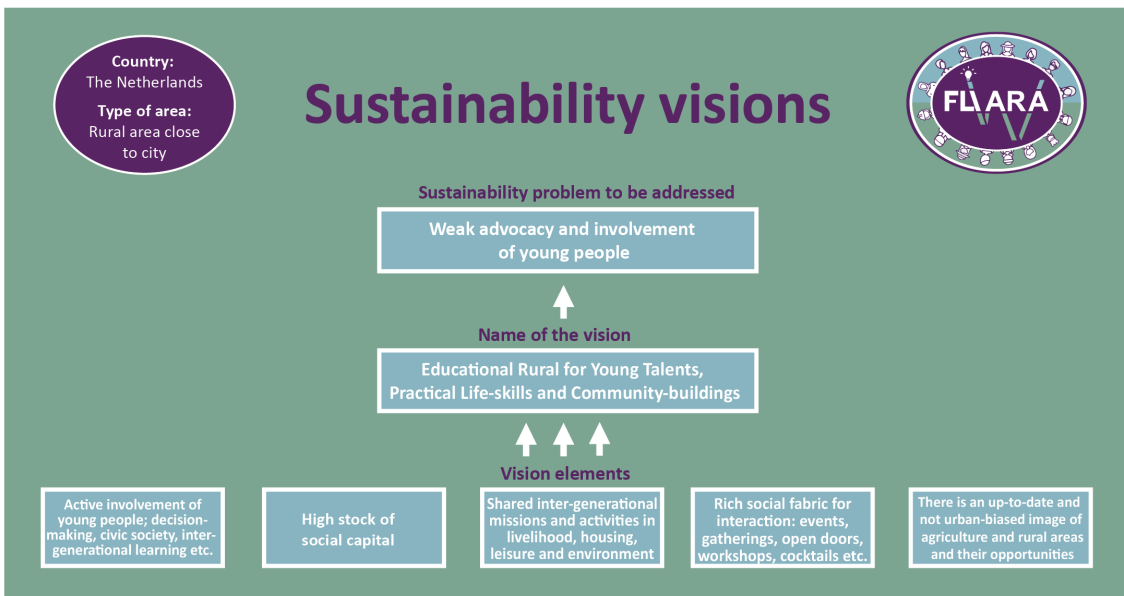 Country:
The Netherlands
Type of area:
Rural area close
to city
Sustainability visions
FLIARA
Sustainability problem to be addressed
Weak advocacy and involvement
of young people
Name of the vision
Educational Rural for Young Talents,
Practical Life-skills and Community-buildings
Vision elements
Active involvement of
young people; decision-
making, civic society, inter-
generational learning etc.
High stock of
social capital
Shared inter-generational
missions and activities in
livelihood, housing,
leisure and environment
Rich social fabric for
interaction: events,
gatherings, open doors,
workshops, cocktails etc.
There is an up-to-date and
not urban-biased image of
agriculture and rural areas
and their opportunities